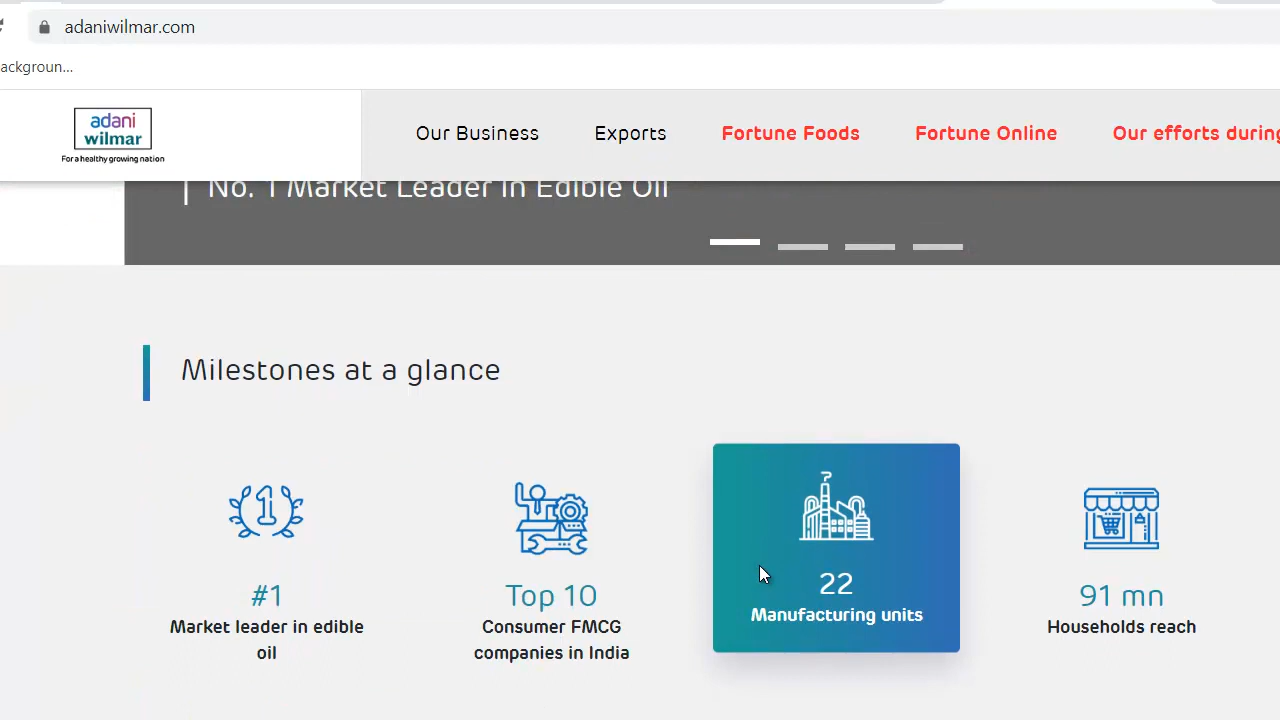 adaniwilmar.com
ackgroun...
adani
wilmar
For a healthy growing nation
Our Business Exports Fortune Foods Fortune Online Our efforts during
No. 1 Market Leader in Edible Oil
Milestones at a glance
1
#1
Market leader in edible
oil
Top 10
Consumer FMCG
companies in India
22
Manufacturing units
91 mn
Households reach